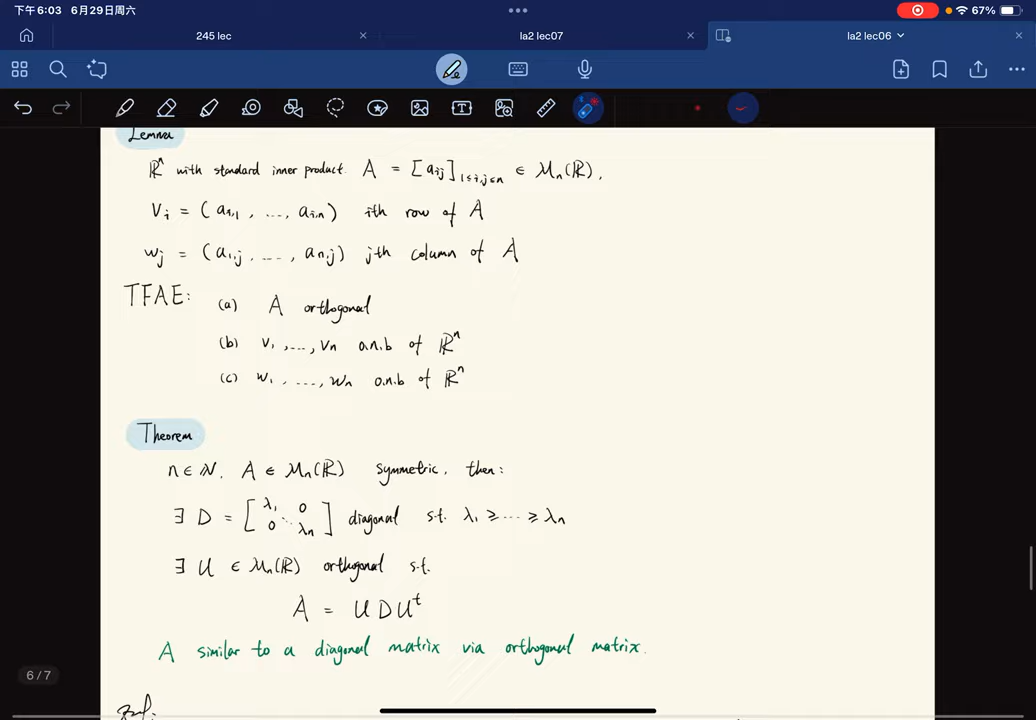 下午6:03 6月29日周六
67%
245 lec
la2 lec07
la2 lec06
Lemma
ℝⁿ with standard inner product. A = [aij]1≤i,j≤n ∈ Mn(ℝ),
Vi = (ai,1, ..., ai,n) ith row of A
wj = (a1,j, ..., an,j) jth column of A
TFAE:
(a) A orthogonal
(b) v1, ..., vn o.n.b of ℝⁿ
(c) w1, ..., wn o.n.b of ℝⁿ
Theorem
n ∈ ℕ, A ∈ Mn(ℝ) symmetric, then:
∃ D = [λ1 0 0 ⋱ λn] diagonal s.t. λ1 ≥ ... ≥ λn
∃ U ∈ Mn(ℝ) orthogonal s.t.
A = UDUᵗ
A similar to a diagonal matrix via orthogonal matrix.
6 / 7